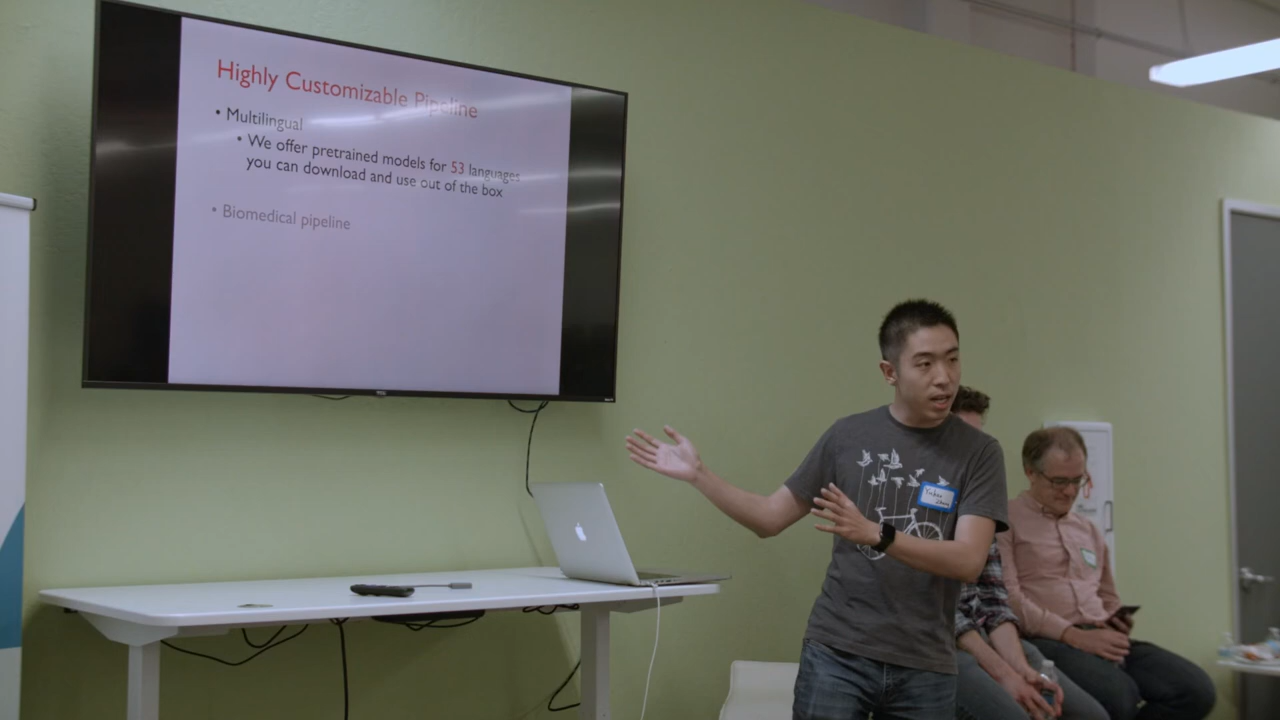 Highly Customizable Pipeline
• Multilingual
• We offer pretrained models for 53 languages
you can download and use out of the box
• Biomedical pipeline